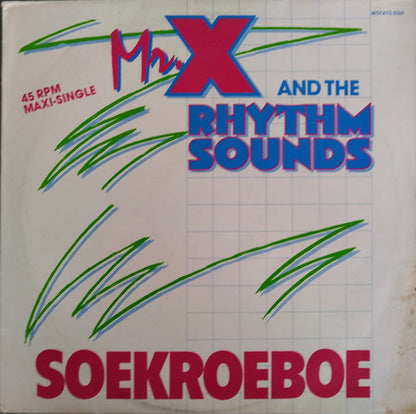 Mr. X
AND THE
RHYTHM
SOUNDS
45 RPM
MAXI-SINGLE
SOEKROEBOE